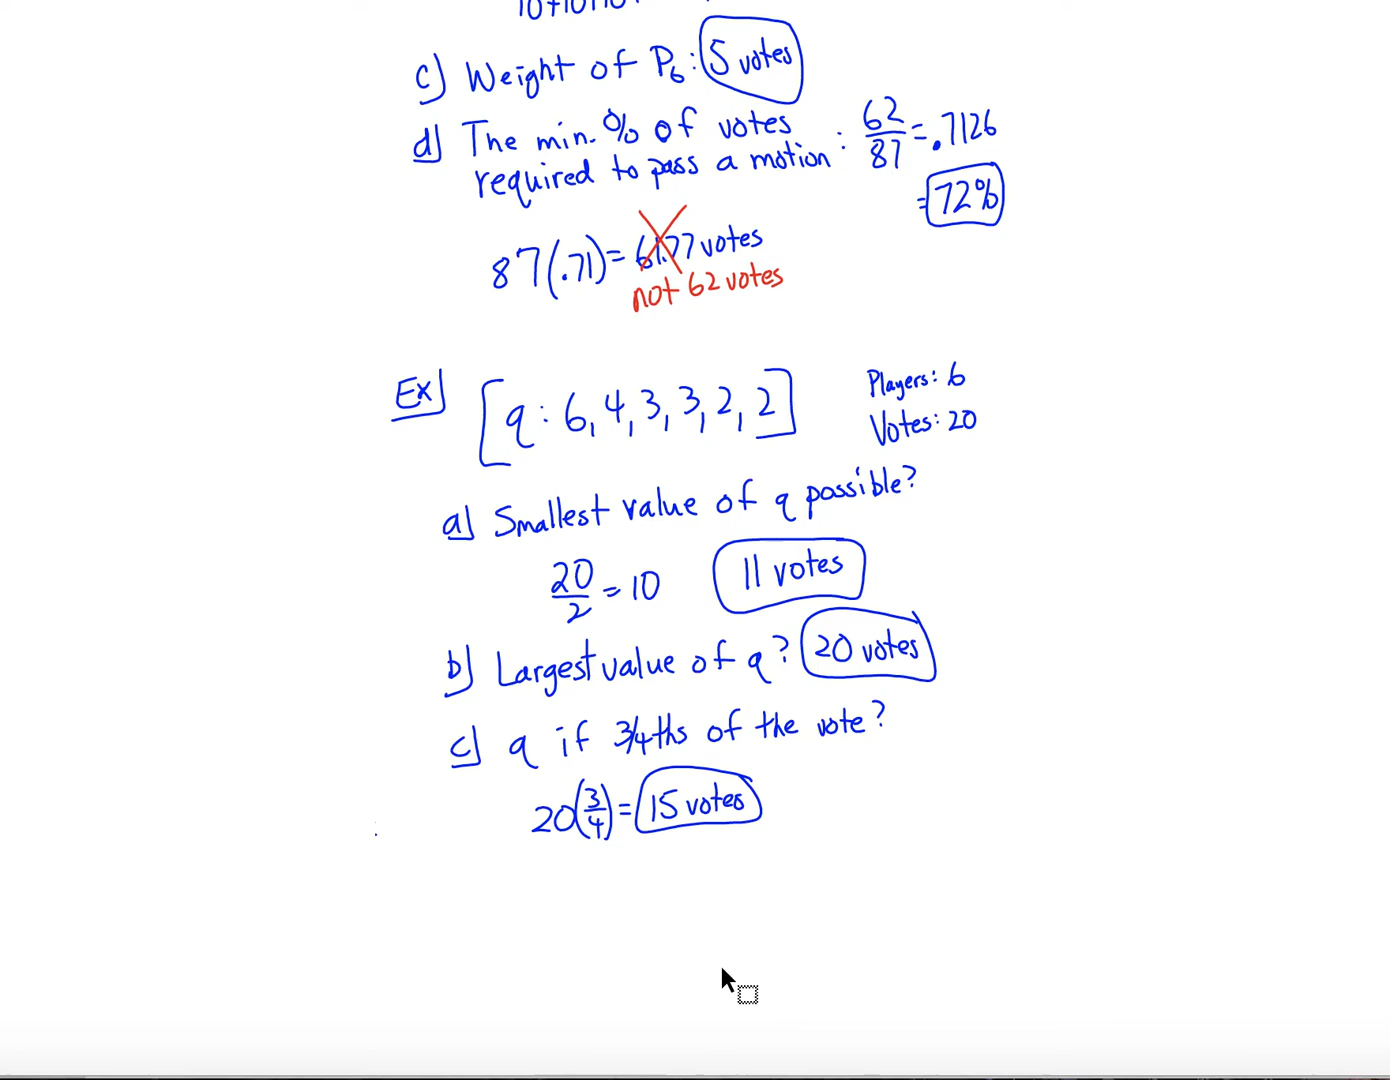 c) Weight of P6: 5 votes
d) The min. % of votes
required to pass a motion : 62/87 = .7126
= 72%
87(.71) = 61.77 votes
not 62 votes
Ex] [q : 6, 4, 3, 3, 2, 2]
Players: 6
Votes: 20
a) Smallest value of q possible?
20/2 = 10 11 votes
b) Largest value of q? 20 votes
c) q if 3/4ths of the vote?
20(3/4) = 15 votes